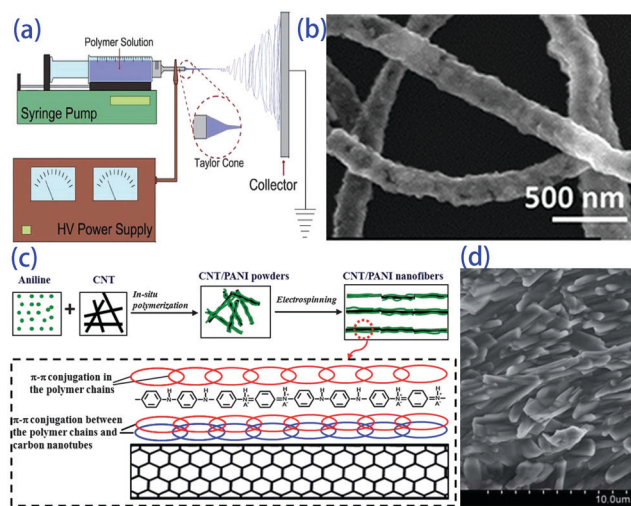 (a)
Polymer Solution
Syringe Pump
Taylor Cone
Collector
HV Power Supply
(b)
500 nm
(c)
Aniline
CNT
+
In-situ
polymerization
CNT/PANI powders
Electrospinning
CNT/PANI nanofibers
π-π conjugation in
the polymer chains
π-π conjugation between
the polymer chains and
carbon nanotubes
(d)
10.0um